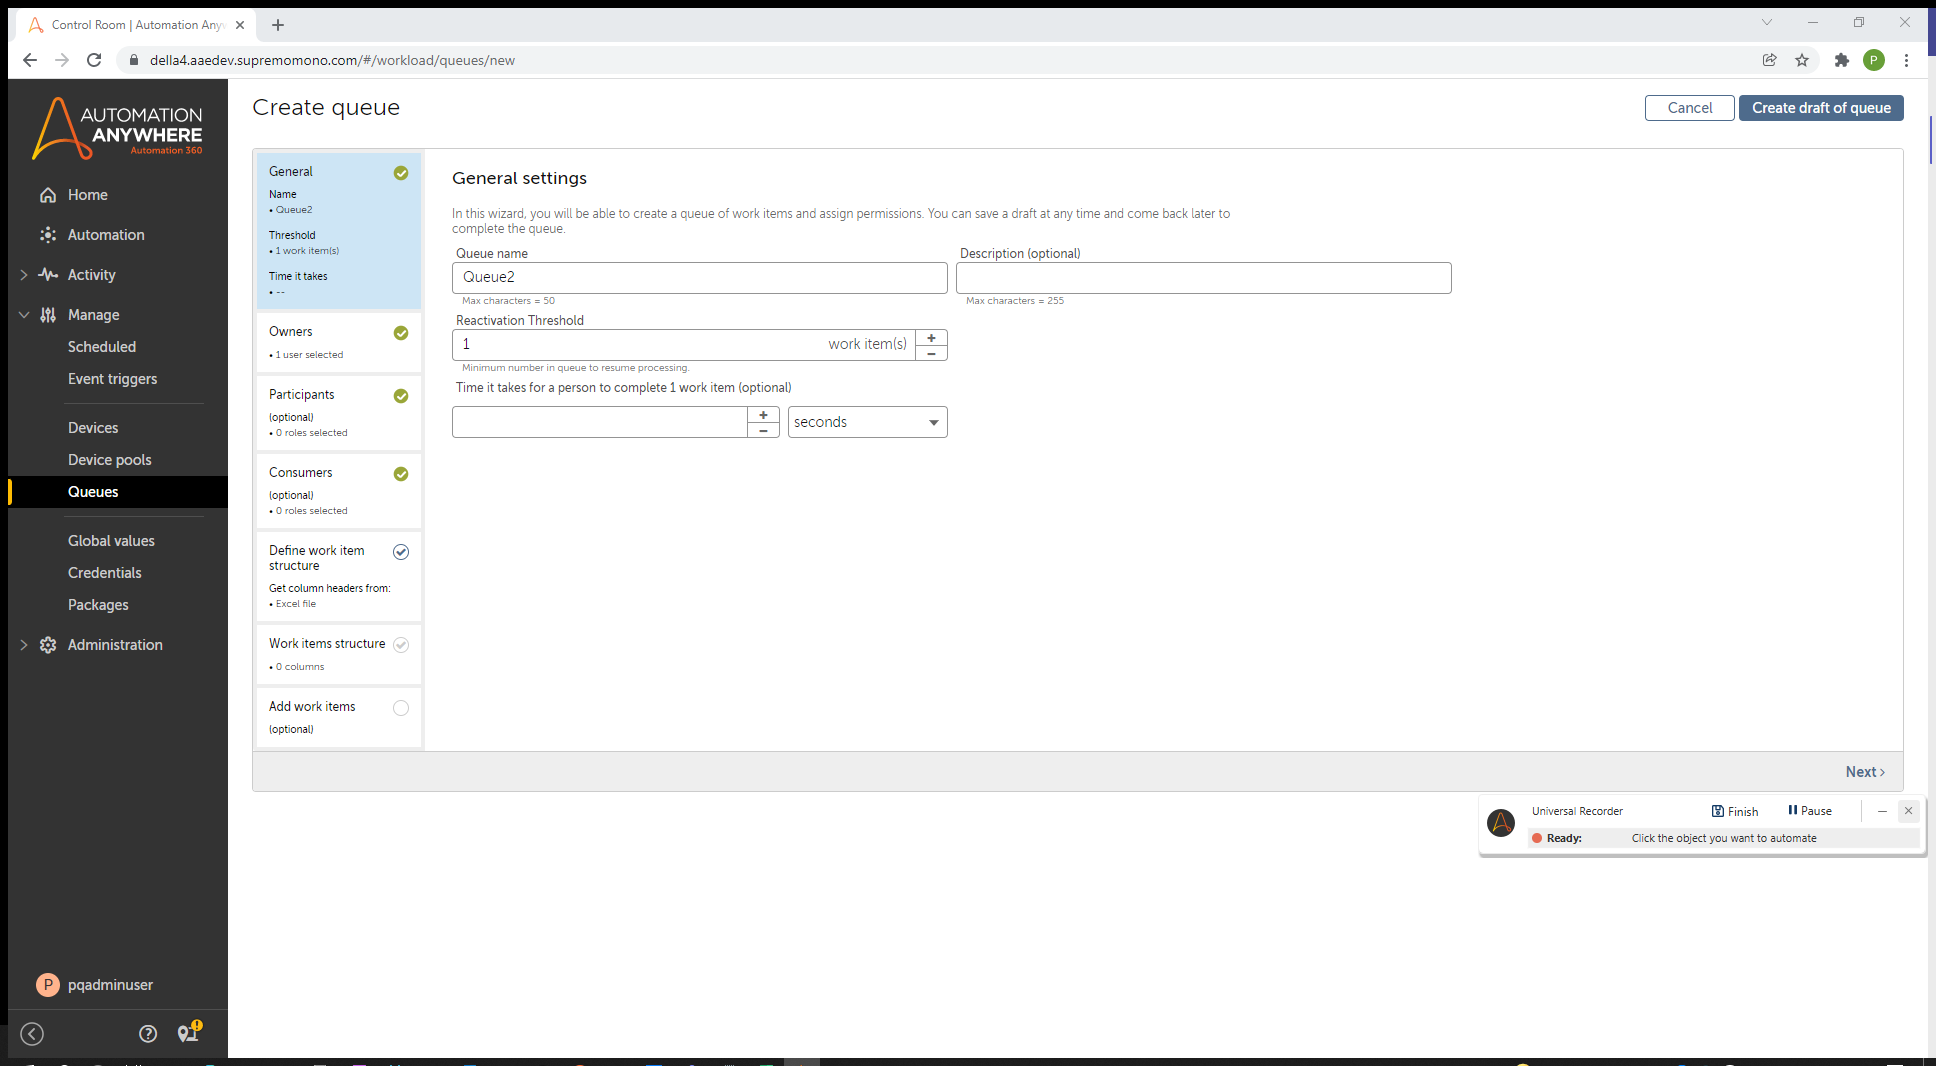 Control Room | Automation Any
della4.aaedev.supremomono.com/#/workload/queues/new
P
AUTOMATION
ANYWHERE
Automation 360
Home
Automation
Activity
Manage
Scheduled
Event triggers
Devices
Device pools
Queues
Global values
Credentials
Packages
Administration
P pqadminuser
Create queue
Cancel
Create draft of queue
General
Name
• Queue2
Threshold
• 1 work item(s)
Time it takes
• --
Owners
• 1 user selected
Participants
(optional)
• 0 roles selected
Consumers
(optional)
• 0 roles selected
Define work item
structure
Get column headers from:
• Excel file
Work items structure
• 0 columns
Add work items
(optional)
General settings
In this wizard, you will be able to create a queue of work items and assign permissions. You can save a draft at any time and come back later to
complete the queue.
Queue name
Queue2
Max characters = 50
Description (optional)
Max characters = 255
Reactivation Threshold
1 work item(s)
Minimum number in queue to resume processing.
Time it takes for a person to complete 1 work item (optional)
seconds
Next >
Universal Recorder
Finish
Pause
Ready: Click the object you want to automate